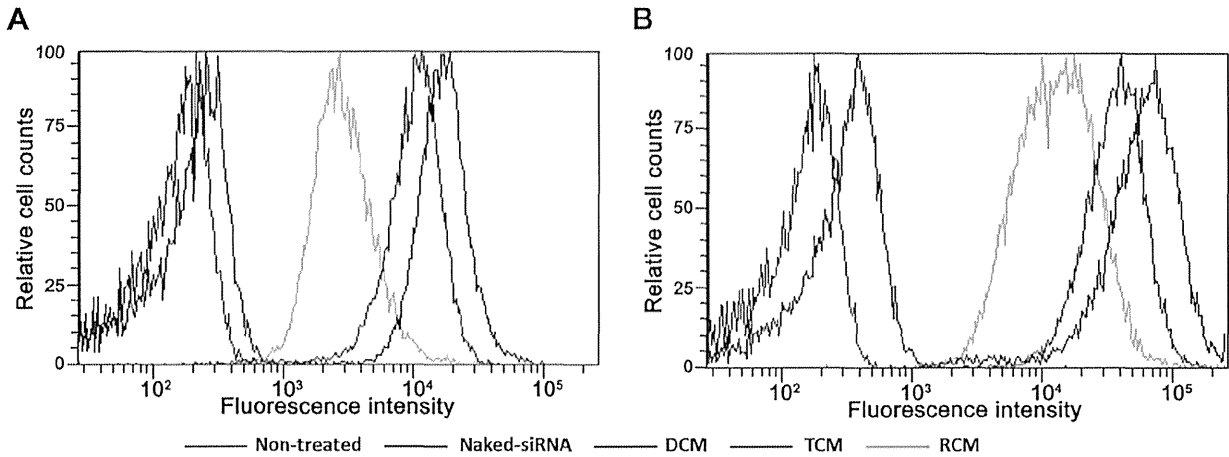 A
B
100
75
50
25
0
Relative cell counts
10² 10³ 10⁴ 10⁵
Fluorescence intensity
100
75
50
25
0
Relative cell counts
10² 10³ 10⁴ 10⁵
Fluorescence intensity
Non-treated Naked-siRNA DCM TCM RCM